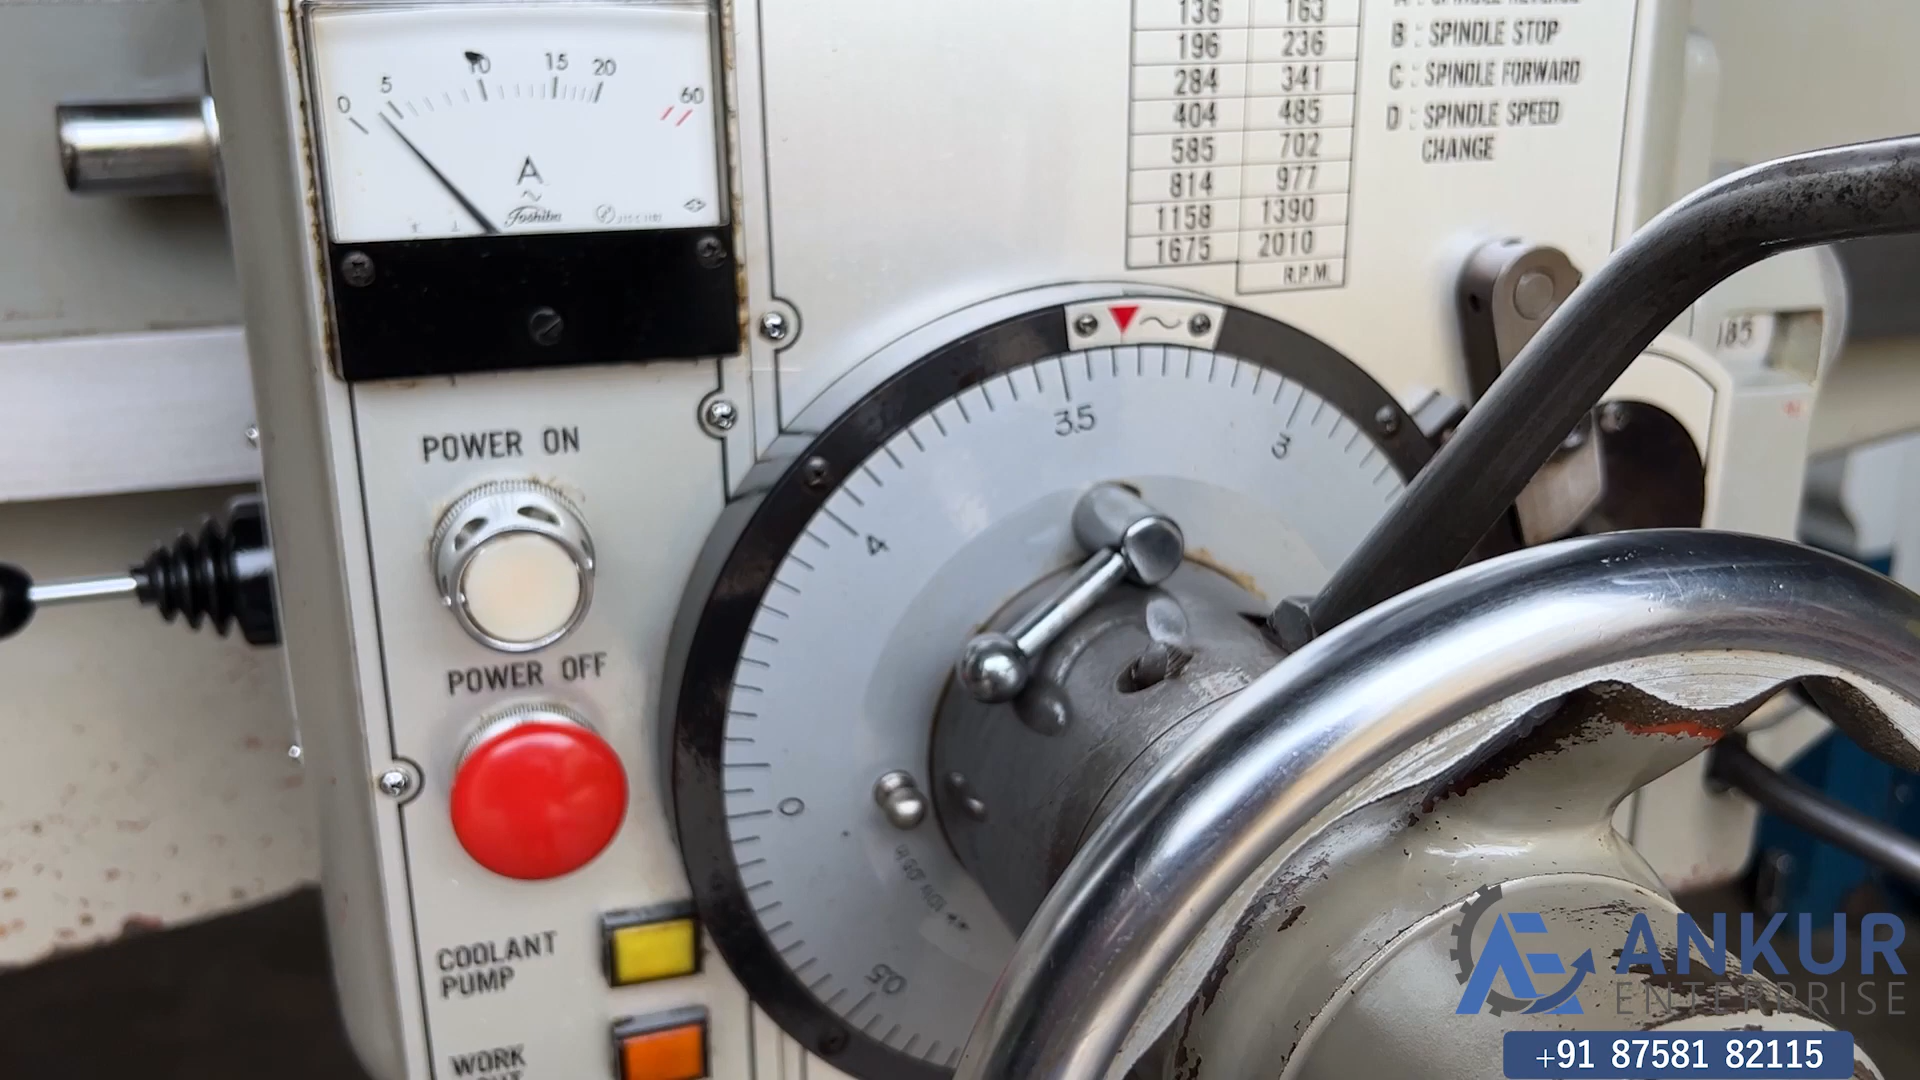 0 5 10 15 20 60
A
Toshiba
136 163
196 236
284 341
404 485
585 702
814 977
1158 1390
1675 2010
R.P.M.
B : SPINDLE STOP
C : SPINDLE FORWARD
D : SPINDLE SPEED
CHANGE
185
POWER ON
POWER OFF
3.5
3
4
0
0.5
COOLANT
PUMP
WORK
ANKUR
ENTERPRISE
+91 87581 82115